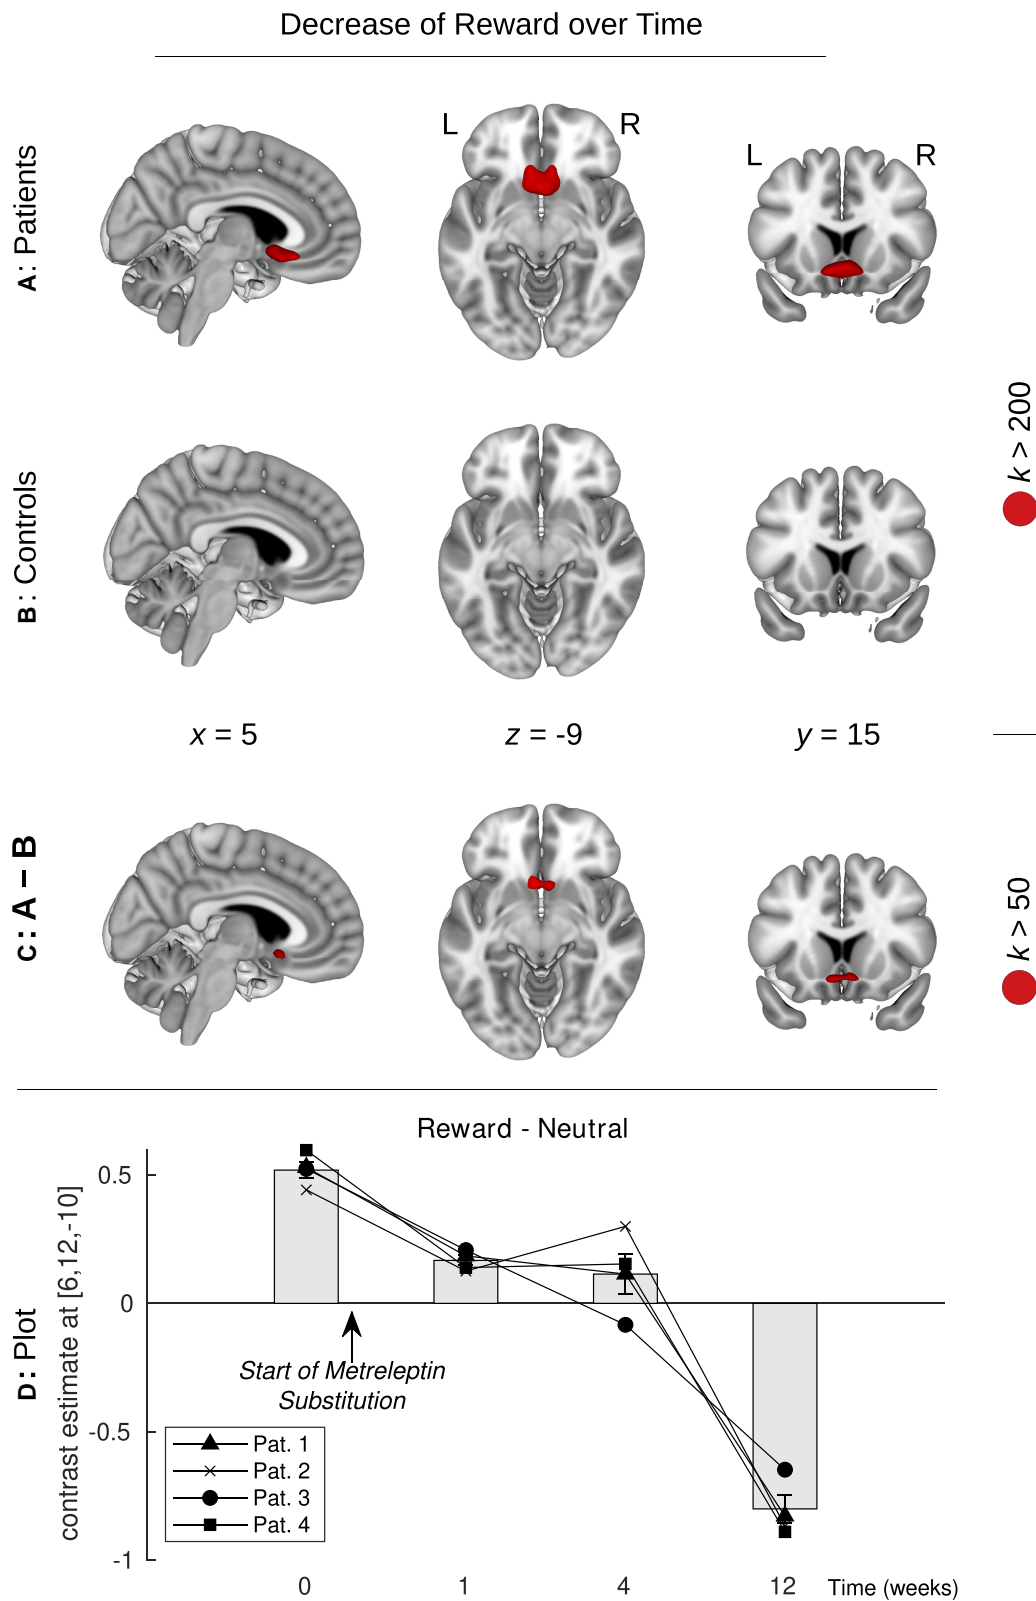 Decrease of Reward over Time
A: Patients
L
R
L
R
B: Controls
k > 200
x = 5
z = -9
y = 15
C: A – B
k > 50
D: Plot
Reward - Neutral
contrast estimate at [6,12,-10]
0.5
0
-0.5
-1
Start of Metreleptin
Substitution
Pat. 1
Pat. 2
Pat. 3
Pat. 4
0
1
4
12
Time (weeks)